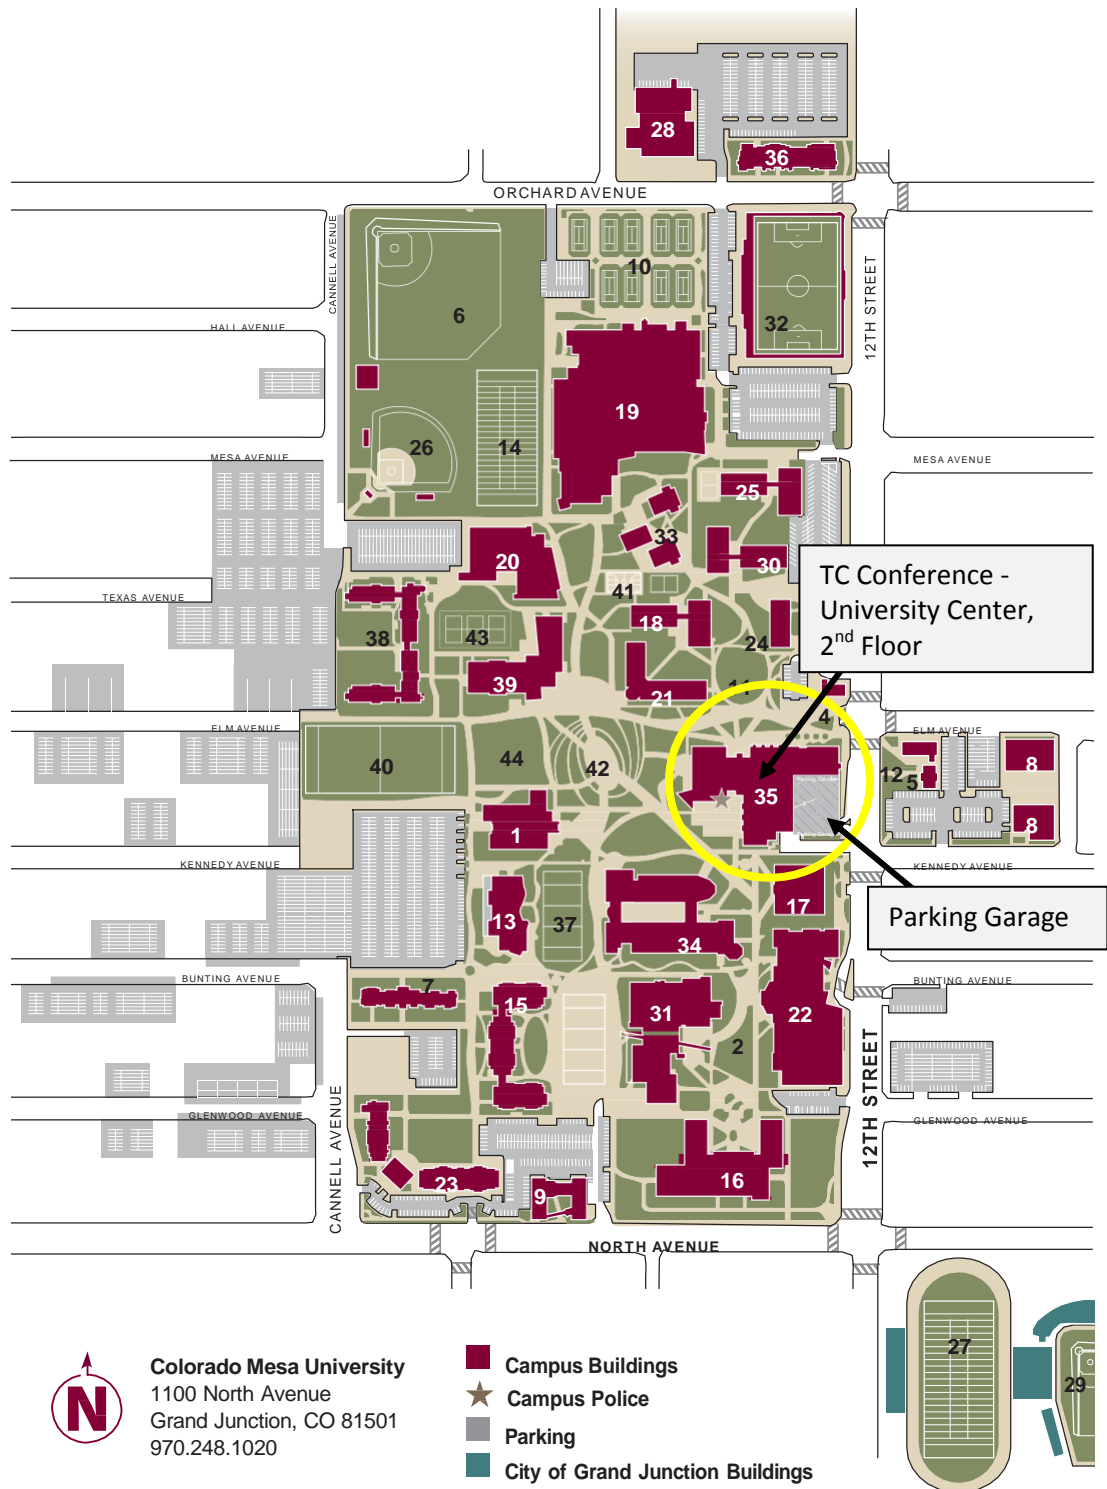 28
36
ORCHARD AVENUE
CANNELL AVENUE
10
12TH STREET
6
32
HALL AVENUE
19
26
14
MESA AVENUE
MESA AVENUE
25
33
20
30
TC Conference -
University Center,
2nd Floor
41
TEXAS AVENUE
18
43
38
24
39
21
11
4
ELM AVENUE
ELM AVENUE
44
42
40
12
5
8
35
Parking Garage
8
1
KENNEDY AVENUE
KENNEDY AVENUE
17
Parking Garage
13
37
34
BUNTING AVENUE
BUNTING AVENUE
7
15
31
22
2
12TH STREET
GLENWOOD AVENUE
GLENWOOD AVENUE
CANNELL AVENUE
23
9
16
NORTH AVENUE
27
29
N
Colorado Mesa University
1100 North Avenue
Grand Junction, CO 81501
970.248.1020
Campus Buildings
Campus Police
Parking
City of Grand Junction Buildings